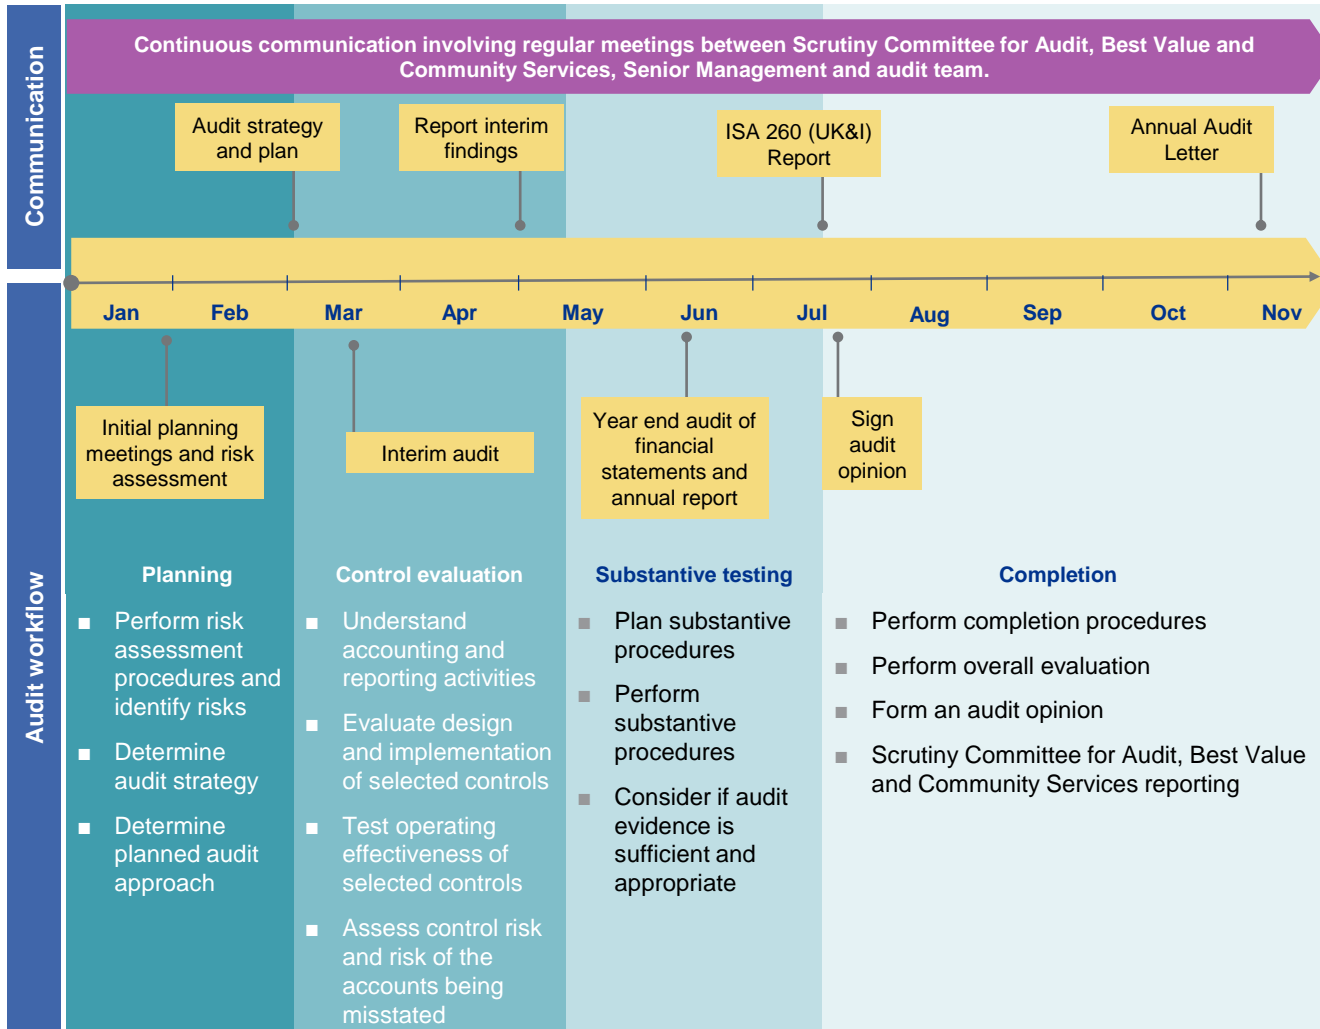 Communication
Continuous communication involving regular meetings between Scrutiny Committee for Audit, Best Value and
Community Services, Senior Management and audit team.
Audit strategy
and plan
Report interim
findings
ISA 260 (UK&I)
Report
Annual Audit
Letter
Jan
Feb
Mar
Apr
May
Jun
Jul
Aug
Sep
Oct
Nov
Audit workflow
Initial planning
meetings and risk
assessment
Interim audit
Year end audit of
financial
statements and
annual report
Sign
audit
opinion
Planning
■ Perform risk
assessment
procedures and
identify risks
■ Determine
audit strategy
■ Determine
planned audit
approach
Control evaluation
■ Understand
accounting and
reporting activities
■ Evaluate design
and implementation
of selected controls
■ Test operating
effectiveness of
selected controls
■ Assess control risk
and risk of the
accounts being
misstated
Substantive testing
■ Plan substantive
procedures
■ Perform
substantive
procedures
■ Consider if audit
evidence is
sufficient and
appropriate
Completion
■ Perform completion procedures
■ Perform overall evaluation
■ Form an audit opinion
■ Scrutiny Committee for Audit, Best Value
and Community Services reporting